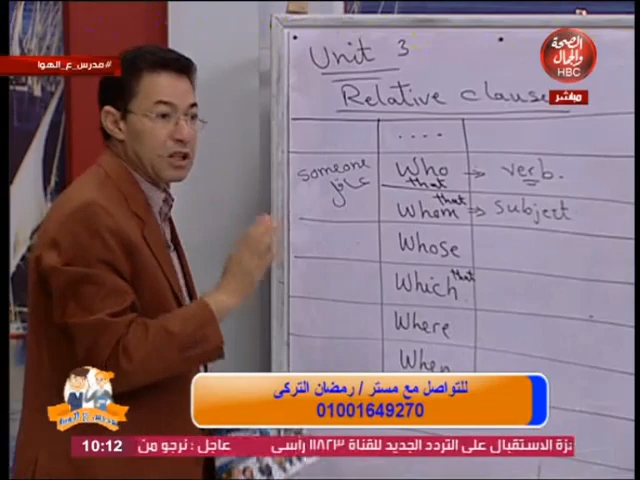 #مدرس_ع_الهوا
الصحة
والجمال
HBC
مباشر
Unit 3
Relative clause
....
someone
عاقل
Who → verb.
that
that
Whom → subject
Whose
Which that
Where
When
للتواصل مع مستر / رمضان التركى
01001649270
10:12
عاجل : نرجو من
زة الاستقبال على التردد الجديد للقناة ١١٨٢٣ رأسى